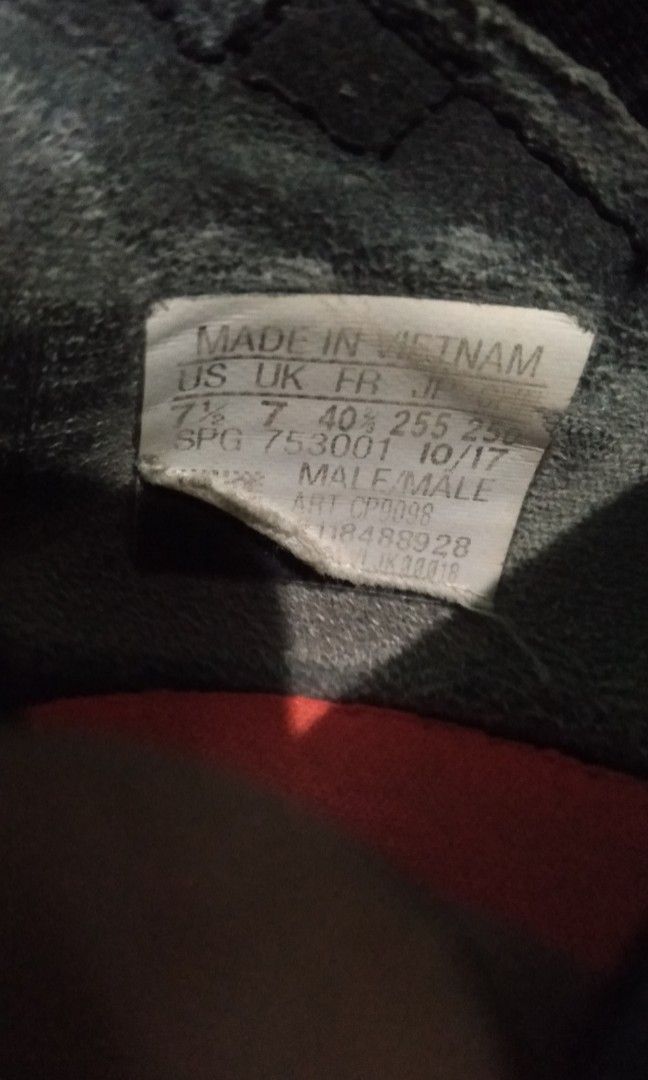 MADE IN VIETNAM
US UK FR JP
7½ 7 40⅔ 255
SPG 753001 10/17
MALE/MALE
ART CP9098
118488928